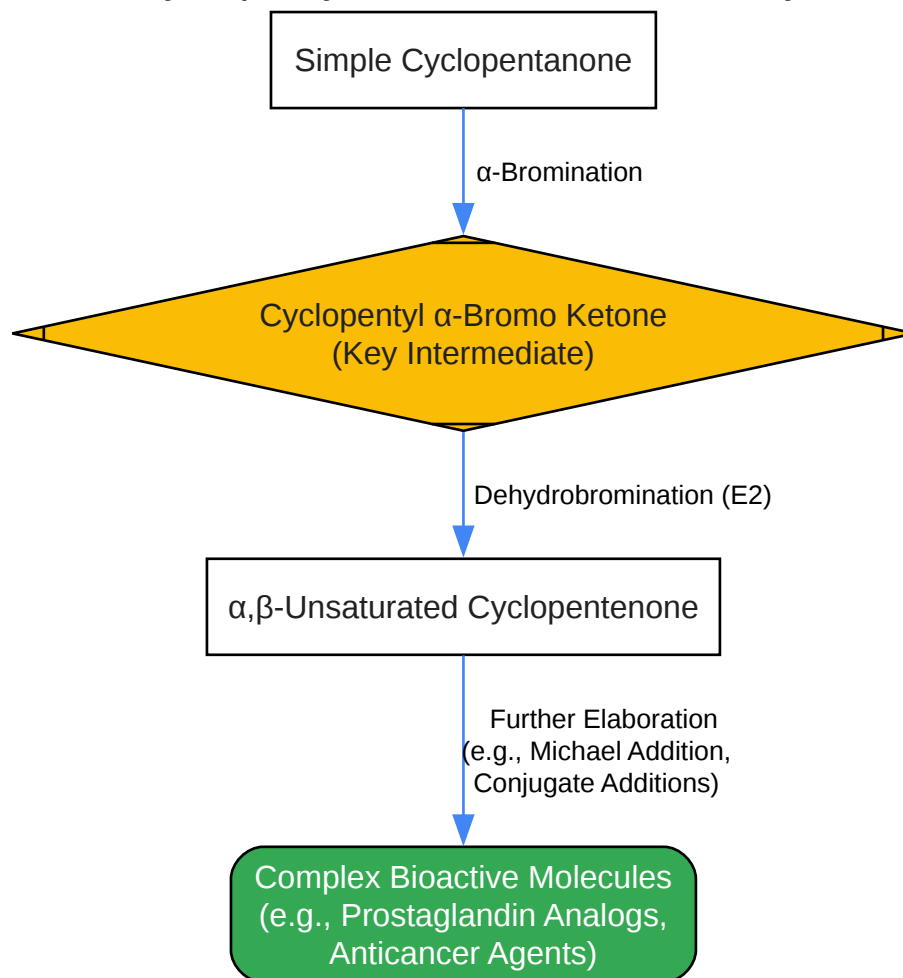 Simple Cyclopentanone
α-Bromination
Cyclopentyl α-Bromo Ketone
(Key Intermediate)
Dehydrobromination (E2)
α,β-Unsaturated Cyclopentenone
Further Elaboration
(e.g., Michael Addition,
Conjugate Additions)
Complex Bioactive Molecules
(e.g., Prostaglandin Analogs,
Anticancer Agents)